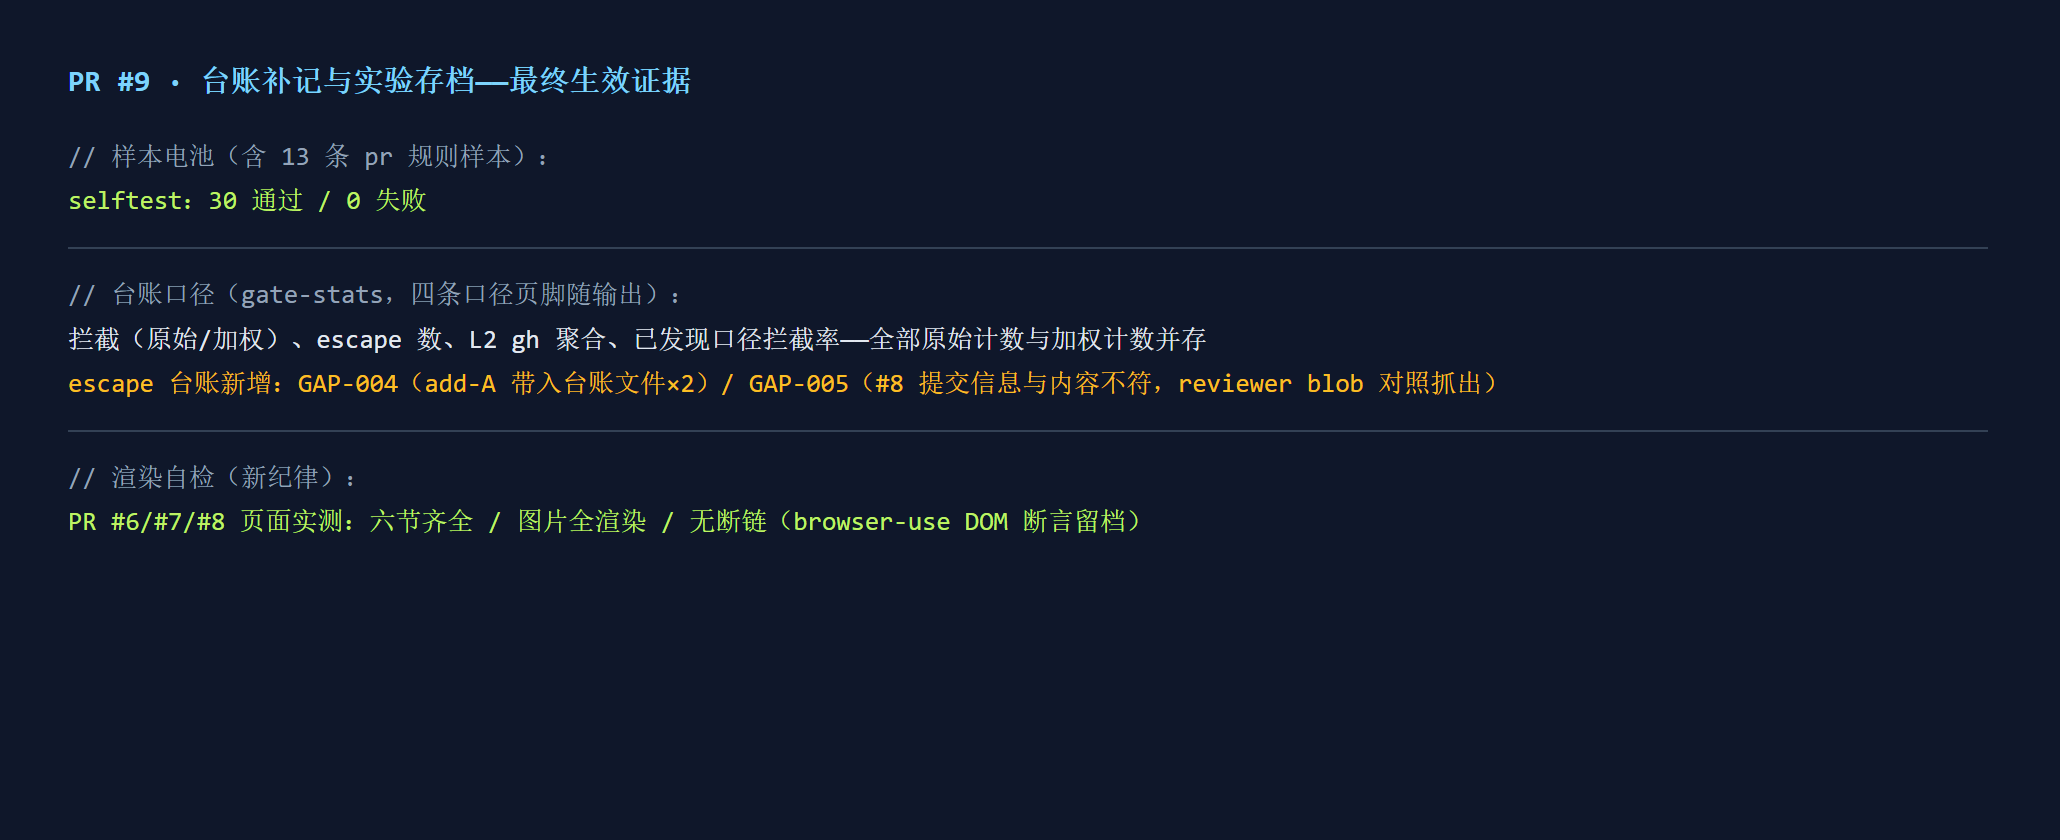 PR #9 · 台账补记与实验存档——最终生效证据
// 样本电池（含 13 条 pr 规则样本）：
selftest：30 通过 / 0 失败
// 台账口径（gate-stats，四条口径页脚随输出）：
拦截（原始/加权）、escape 数、L2 gh 聚合、已发现口径拦截率——全部原始计数与加权计数并存
escape 台账新增：GAP-004（add-A 带入台账文件×2）/ GAP-005（#8 提交信息与内容不符，reviewer blob 对照抓出）
// 渲染自检（新纪律）：
PR #6/#7/#8 页面实测：六节齐全 / 图片全渲染 / 无断链（browser-use DOM 断言留档）